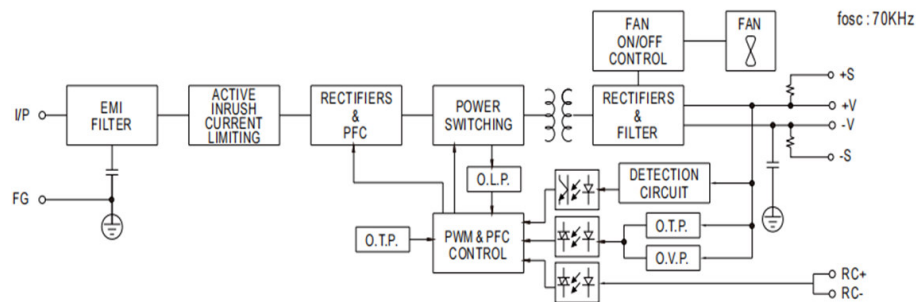 fosc : 70KHz
FAN
ON/OFF
CONTROL
FAN
I/P
EMI
FILTER
ACTIVE
INRUSH
CURRENT
LIMITING
RECTIFIERS
&
PFC
POWER
SWITCHING
RECTIFIERS
&
FILTER
+S
+V
-V
-S
FG
O.L.P.
DETECTION
CIRCUIT
O.T.P.
PWM & PFC
CONTROL
O.T.P.
O.V.P.
RC+
RC-